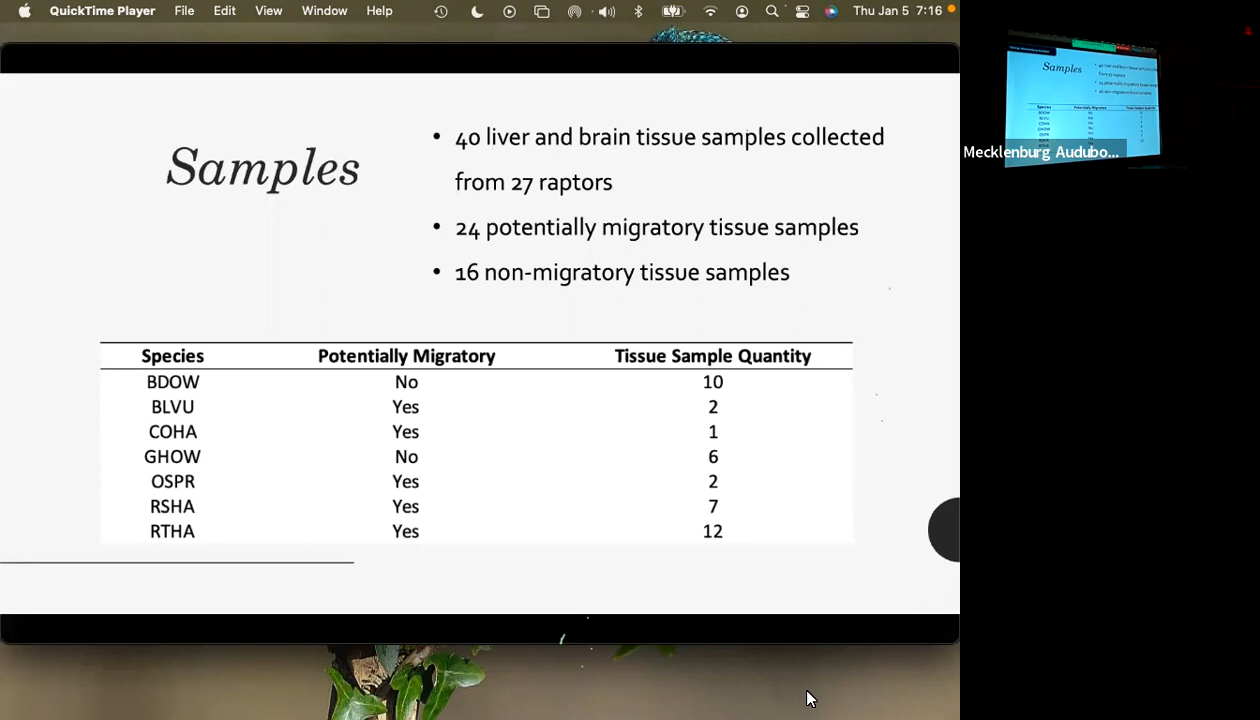 QuickTime Player File Edit View Window Help Thu Jan 5 7:16
Samples
• 40 liver and brain tissue samples collected
from 27 raptors
• 24 potentially migratory tissue samples
• 16 non-migratory tissue samples
Species Potentially Migratory Tissue Sample Quantity
BDOW No 10
BLVU Yes 2
COHA Yes 1
GHOW No 6
OSPR Yes 2
RSHA Yes 7
RTHA Yes 12
Samples
Mecklenburg Audubo...